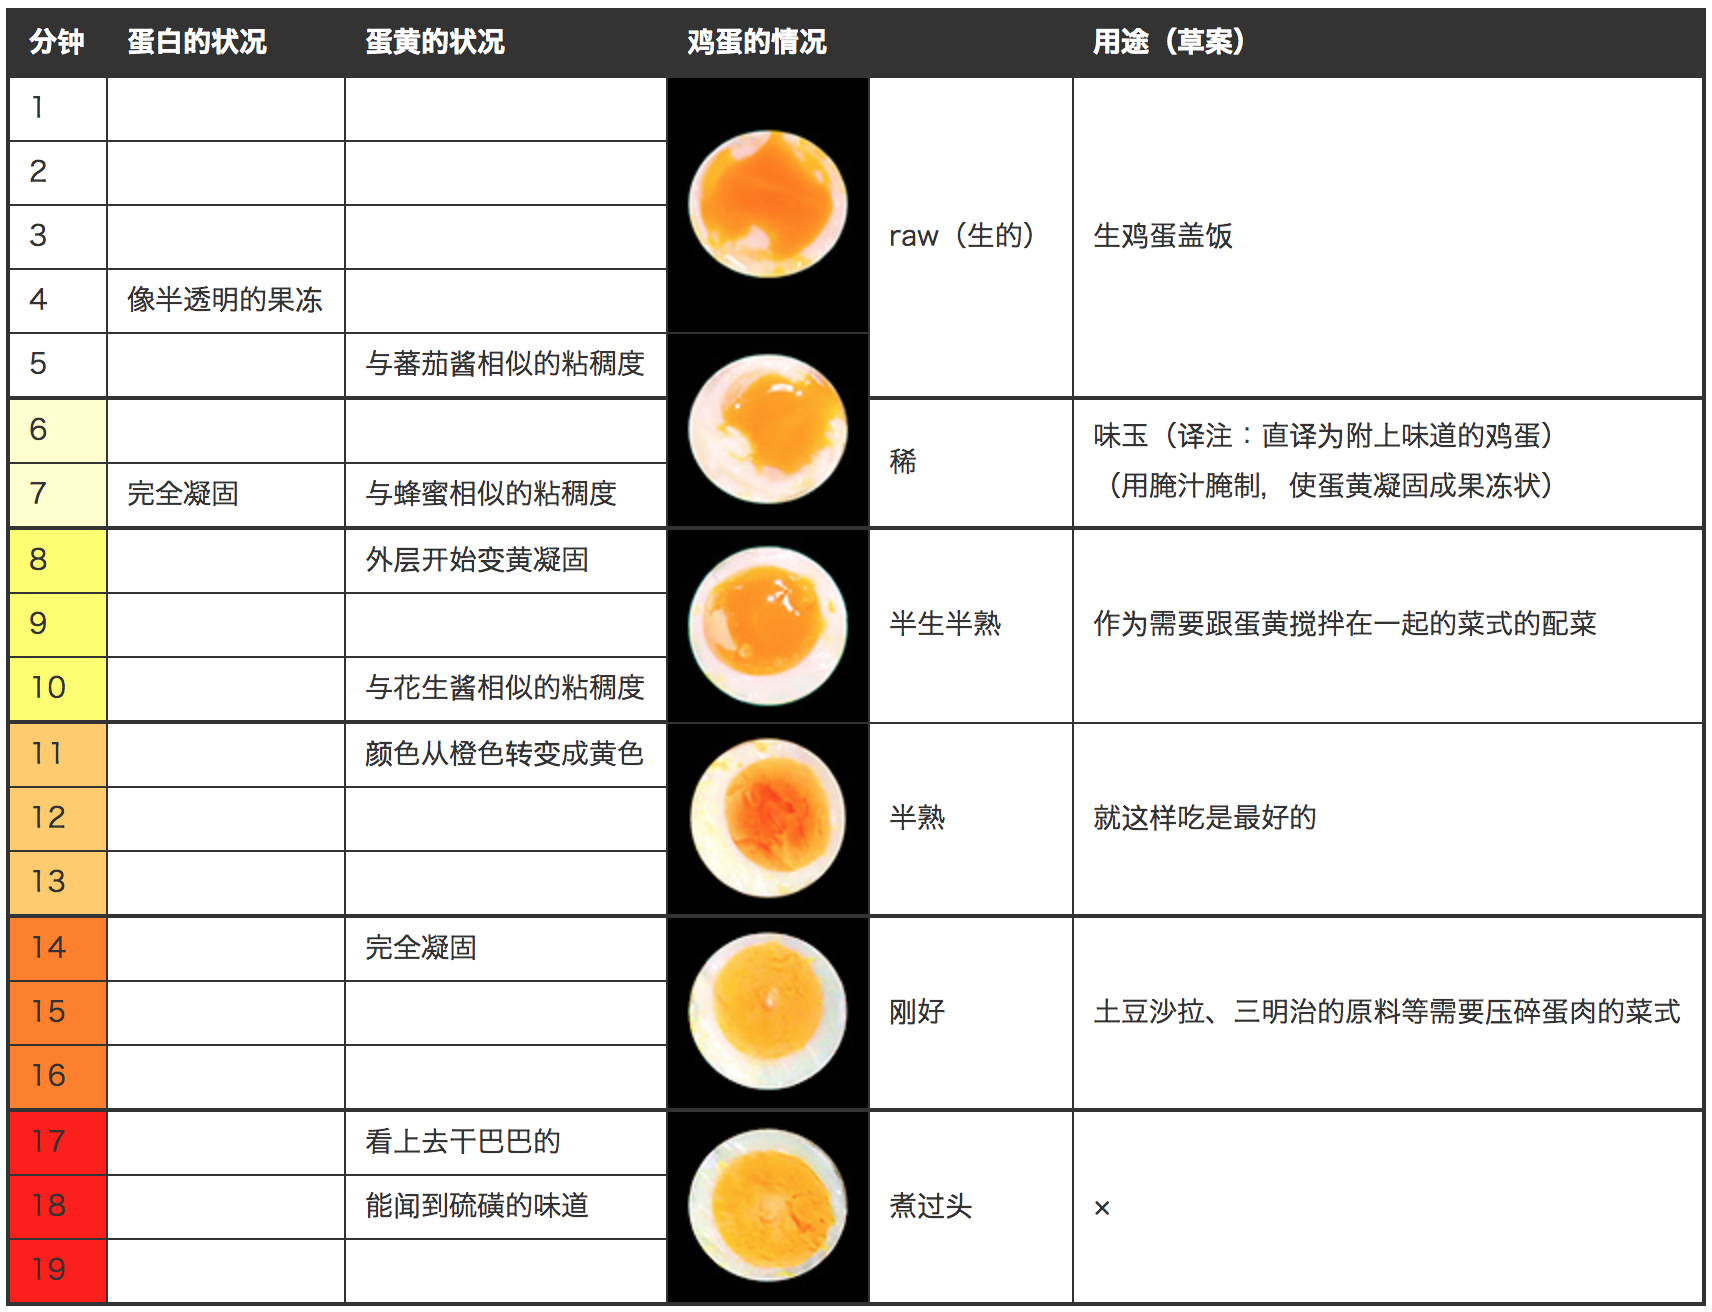 分钟 蛋白的状况 蛋黄的状况 鸡蛋的情况 用途（草案）
1
2
3
raw（生的） 生鸡蛋盖饭
4 像半透明的果冻
5 与蕃茄酱相似的粘稠度
6
味玉（译注：直译为附上味道的鸡蛋）
稀
（用腌汁腌制，使蛋黄凝固成果冻状）
7 完全凝固 与蜂蜜相似的粘稠度
8 外层开始变黄凝固
9 半生半熟 作为需要跟蛋黄搅拌在一起的菜式的配菜
10 与花生酱相似的粘稠度
11 颜色从橙色转变成黄色
12 半熟 就这样吃是最好的
13
14 完全凝固
15 刚好 土豆沙拉、三明治的原料等需要压碎蛋肉的菜式
16
17 看上去干巴巴的
18 能闻到硫磺的味道 煮过头 ×
19